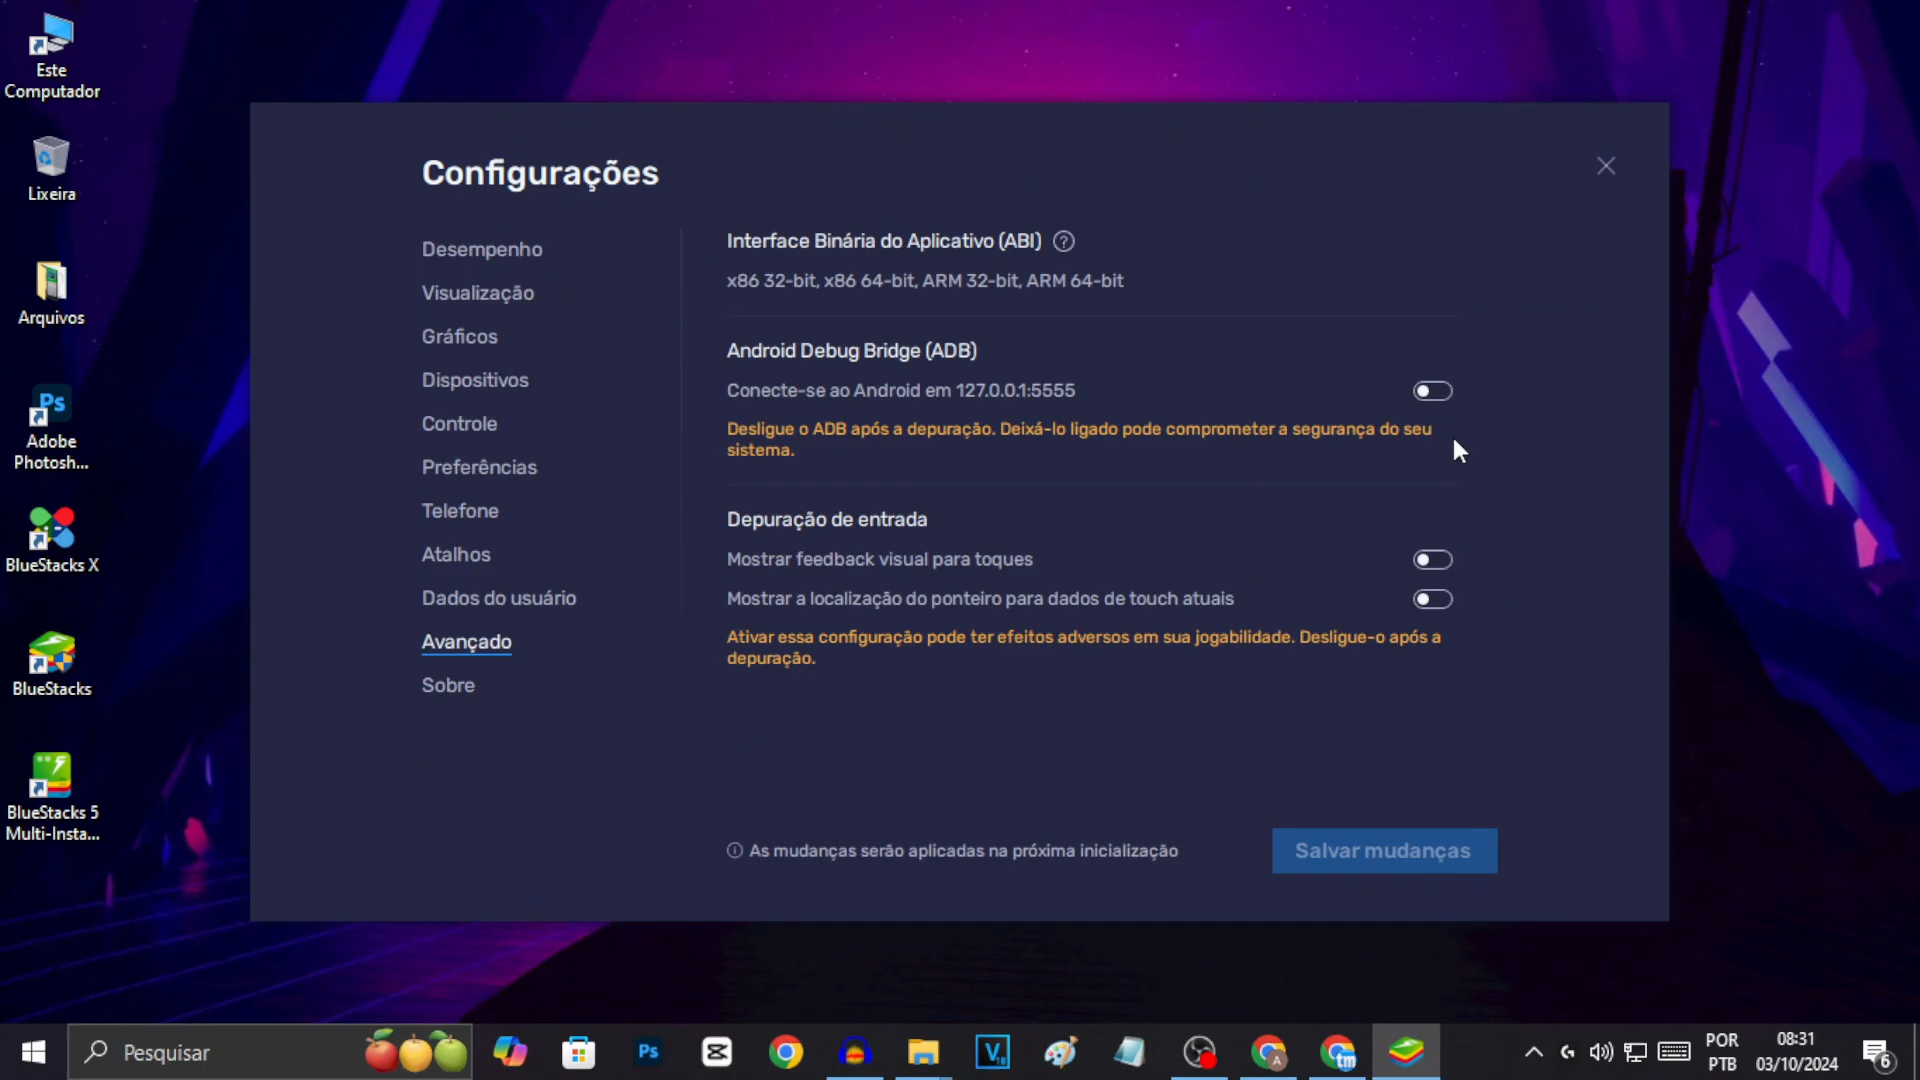 Este
Computador
Lixeira
Arquivos
Ps
Adobe
Photosh...
BlueStacks X
BlueStacks
BlueStacks 5
Multi-Insta...
Configurações
Desempenho
Visualização
Gráficos
Dispositivos
Controle
Preferências
Telefone
Atalhos
Dados do usuário
Avançado
Sobre
Interface Binária do Aplicativo (ABI) ?
x86 32-bit, x86 64-bit, ARM 32-bit, ARM 64-bit
Android Debug Bridge (ADB)
Conecte-se ao Android em 127.0.0.1:5555
Desligue o ADB após a depuração. Deixá-lo ligado pode comprometer a segurança do seu
sistema.
Depuração de entrada
Mostrar feedback visual para toques
Mostrar a localização do ponteiro para dados de touch atuais
Ativar essa configuração pode ter efeitos adversos em sua jogabilidade. Desligue-o após a
depuração.
As mudanças serão aplicadas na próxima inicialização
Salvar mudanças
Pesquisar
Ps
V
18
A
tm
POR
PTB
08:31
03/10/2024
6